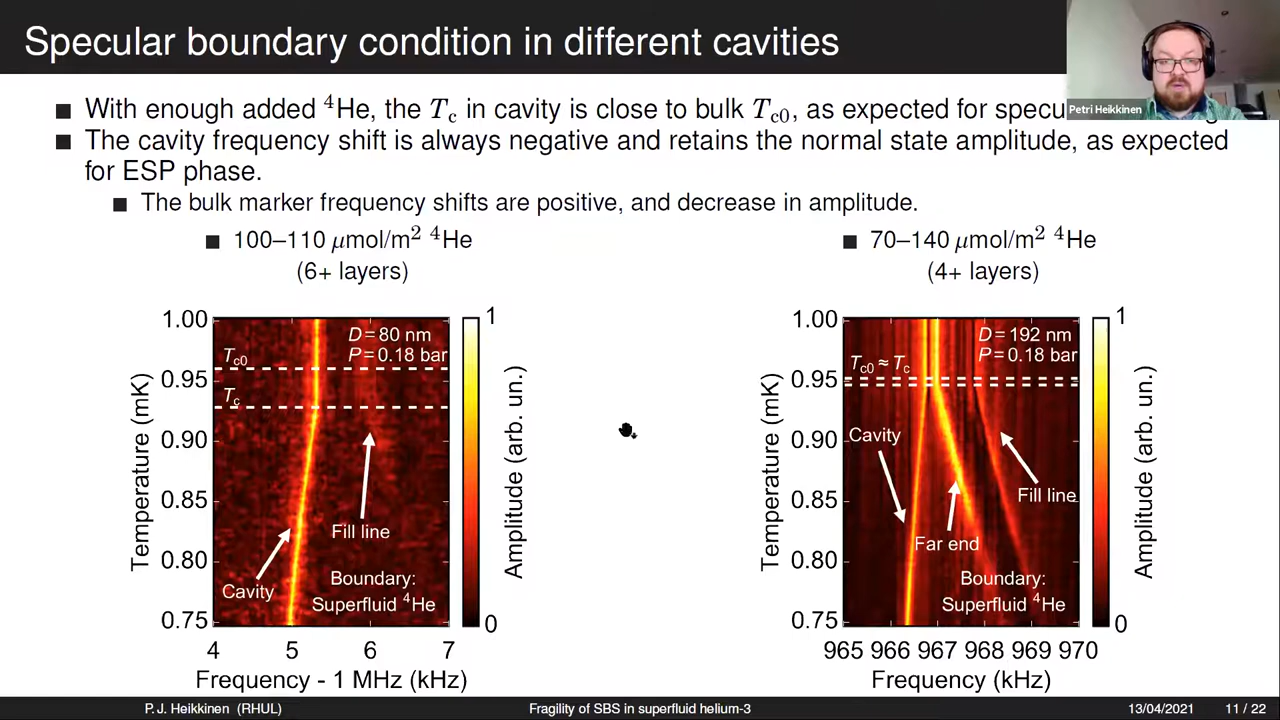 Specular boundary condition in different cavities
Petri Heikkinen
■ With enough added ⁴He, the T_c in cavity is close to bulk T_c0, as expected for
■ The cavity frequency shift is always negative and retains the normal state amplitude, as expected
for ESP phase.
■ The bulk marker frequency shifts are positive, and decrease in amplitude.
■ 100–110 μmol/m² ⁴He
(6+ layers)
■ 70–140 μmol/m² ⁴He
(4+ layers)
Temperature (mK)
1.00
0.95
0.90
0.85
0.80
0.75
D = 80 nm
P = 0.18 bar
T_c0
T_c
Fill line
Cavity
Boundary:
Superfluid ⁴He
4 5 6 7
Frequency - 1 MHz (kHz)
1
0
Amplitude (arb. un.)
Temperature (mK)
1.00
0.95
0.90
0.85
0.80
0.75
D = 192 nm
P = 0.18 bar
T_c0 ≈ T_c
Cavity
Fill line
Far end
Boundary:
Superfluid ⁴He
965 966 967 968 969 970
Frequency (kHz)
1
0
Amplitude (arb. un.)
P. J. Heikkinen (RHUL) Fragility of SBS in superfluid helium-3 13/04/2021 11 / 22